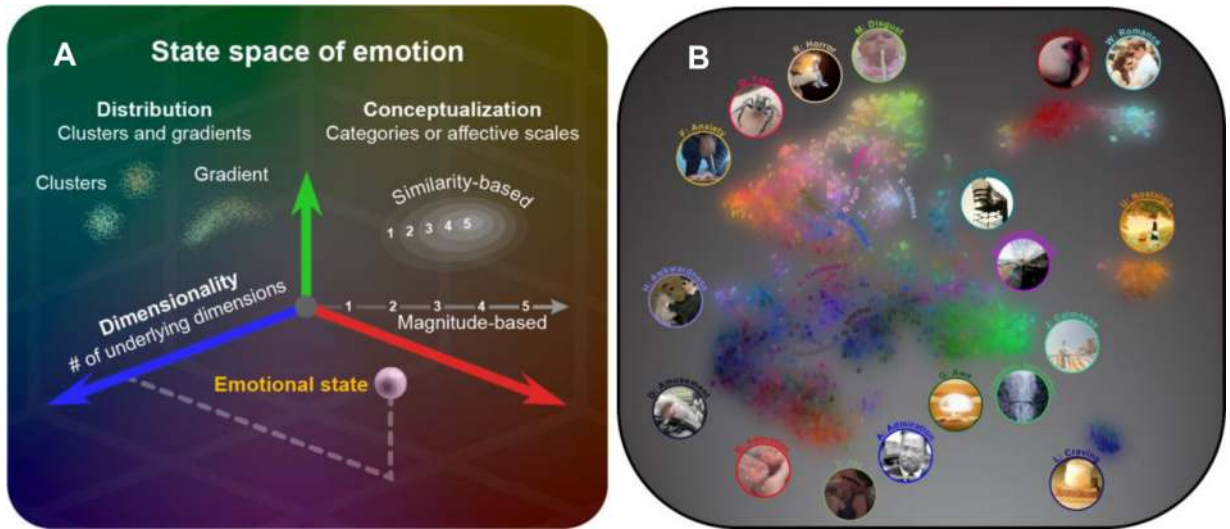 A
State space of emotion
Distribution
Clusters and gradients
Clusters
Gradient
Conceptualization
Categories or affective scales
Similarity-based
1 2 3 4 5
Dimensionality
# of underlying dimensions
1 2 3 4 5
Magnitude-based
Emotional state
B
M: Disgust
R: Horror
W: Romance
F: Anxiety
U: Nostalgia
H: Awkwardness
J: Calmness
G: Awe
D: Amusement
A: Admiration
L: Craving